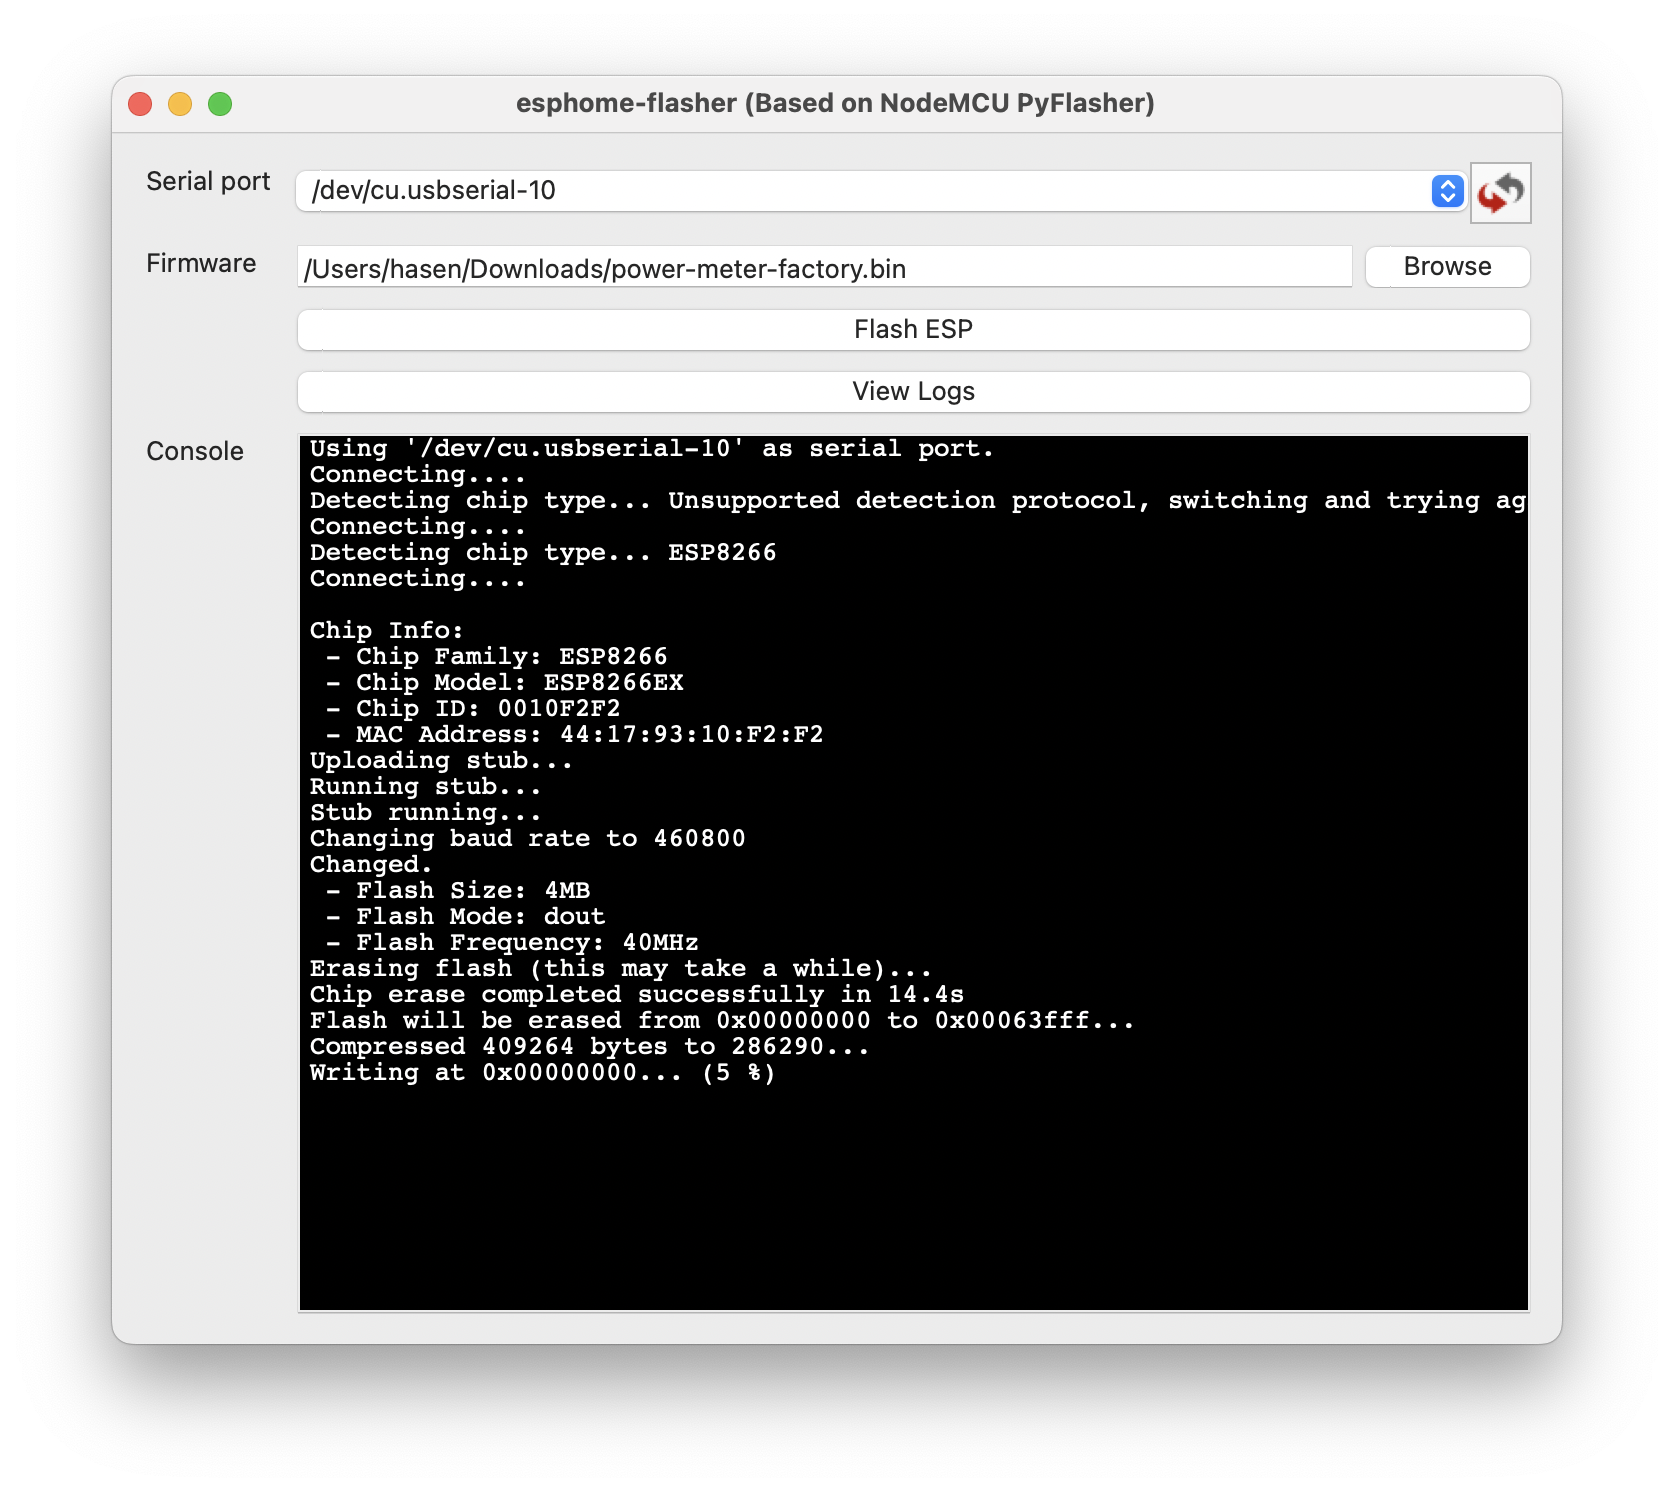 esphome-flasher (Based on NodeMCU PyFlasher)
Serial port
/dev/cu.usbserial-10
Firmware
/Users/hasen/Downloads/power-meter-factory.bin
Browse
Flash ESP
View Logs
Console
Using '/dev/cu.usbserial-10' as serial port.
Connecting....
Detecting chip type... Unsupported detection protocol, switching and trying ag
Connecting....
Detecting chip type... ESP8266
Connecting....
Chip Info:
- Chip Family: ESP8266
- Chip Model: ESP8266EX
- Chip ID: 0010F2F2
- MAC Address: 44:17:93:10:F2:F2
Uploading stub...
Running stub...
Stub running...
Changing baud rate to 460800
Changed.
- Flash Size: 4MB
- Flash Mode: dout
- Flash Frequency: 40MHz
Erasing flash (this may take a while)...
Chip erase completed successfully in 14.4s
Flash will be erased from 0x00000000 to 0x00063fff...
Compressed 409264 bytes to 286290...
Writing at 0x00000000... (5 %)